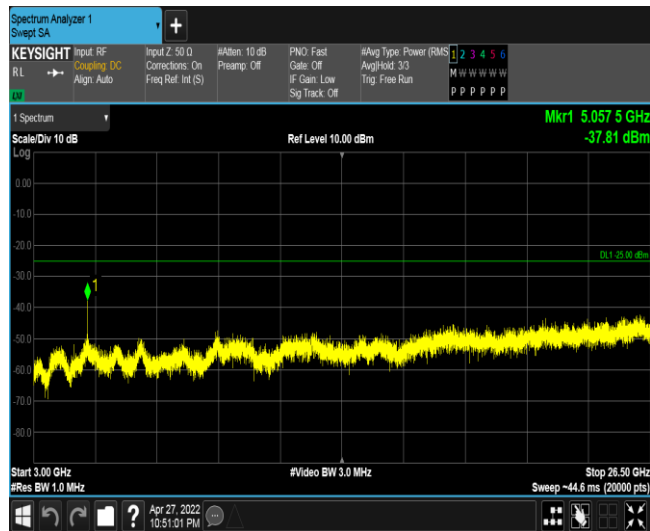 Spectrum Analyzer 1
Swept SA
+
KEYSIGHT
RL
Input: RF
Coupling: DC
Align: Auto
Input Z: 50 Ω
Corrections: On
Freq Ref: Int (S)
#Atten: 10 dB
Preamp: Off
PNO: Fast
Gate: Off
IF Gain: Low
Sig Track: Off
#Avg Type: Power (RMS
Avg|Hold: 3/3
Trig: Free Run
1 2 3 4 5 6
M W W W W W
P P P P P P
1 Spectrum
Mkr1 5.057 5 GHz
Scale/Div 10 dB
Ref Level 10.00 dBm
-37.81 dBm
Log
0.00
-10.0
-20.0
DL1 -25.00 dBm
-30.0
1
-40.0
-50.0
-60.0
-70.0
-80.0
Start 3.00 GHz
#Video BW 3.0 MHz
Stop 26.50 GHz
#Res BW 1.0 MHz
Sweep ~44.6 ms (20000 pts)
?
Apr 27, 2022
10:51:01 PM